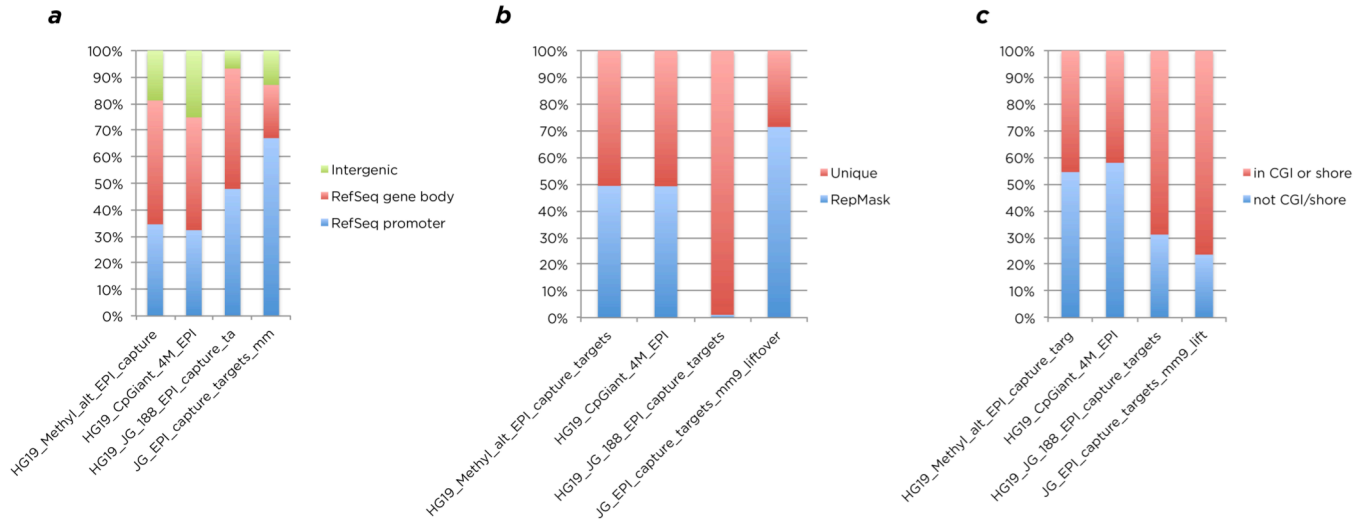 a
100%
90%
80%
70%
60%
50%
40%
30%
20%
10%
0%
HG19_Methyl_alt_EPI_capture
HG19_CpGiant_4M_EPI
HG19_JG_188_EPI_capture_ta
JG_EPI_capture_targets_mm
Intergenic
RefSeq gene body
RefSeq promoter
b
100%
90%
80%
70%
60%
50%
40%
30%
20%
10%
0%
HG19_Methyl_alt_EPI_capture_targets
HG19_CpGiant_4M_EPI
HG19_JG_188_EPI_capture_targets
JG_EPI_capture_targets_mm9_liftover
Unique
RepMask
c
100%
90%
80%
70%
60%
50%
40%
30%
20%
10%
0%
HG19_Methyl_alt_EPI_capture_targ
HG19_CpGiant_4M_EPI
HG19_JG_188_EPI_capture_targets
JG_EPI_capture_targets_mm9_lift
in CGI or shore
not CGI/shore